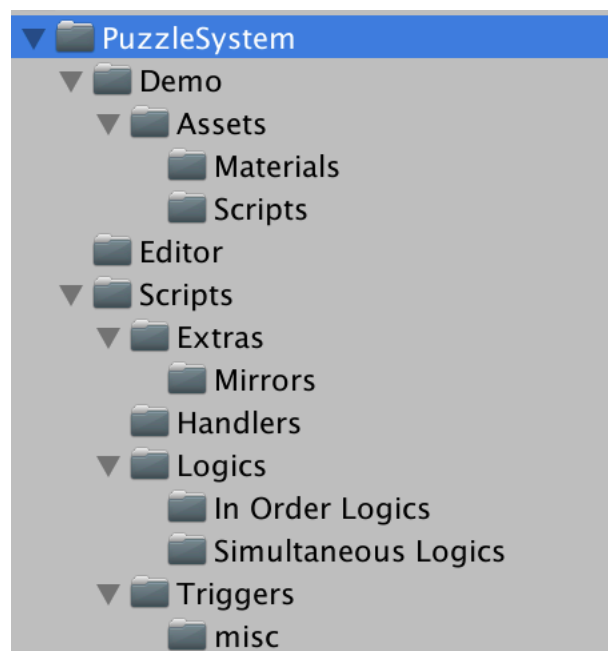 PuzzleSystem
Demo
Assets
Materials
Scripts
Editor
Scripts
Extras
Mirrors
Handlers
Logics
In Order Logics
Simultaneous Logics
Triggers
misc